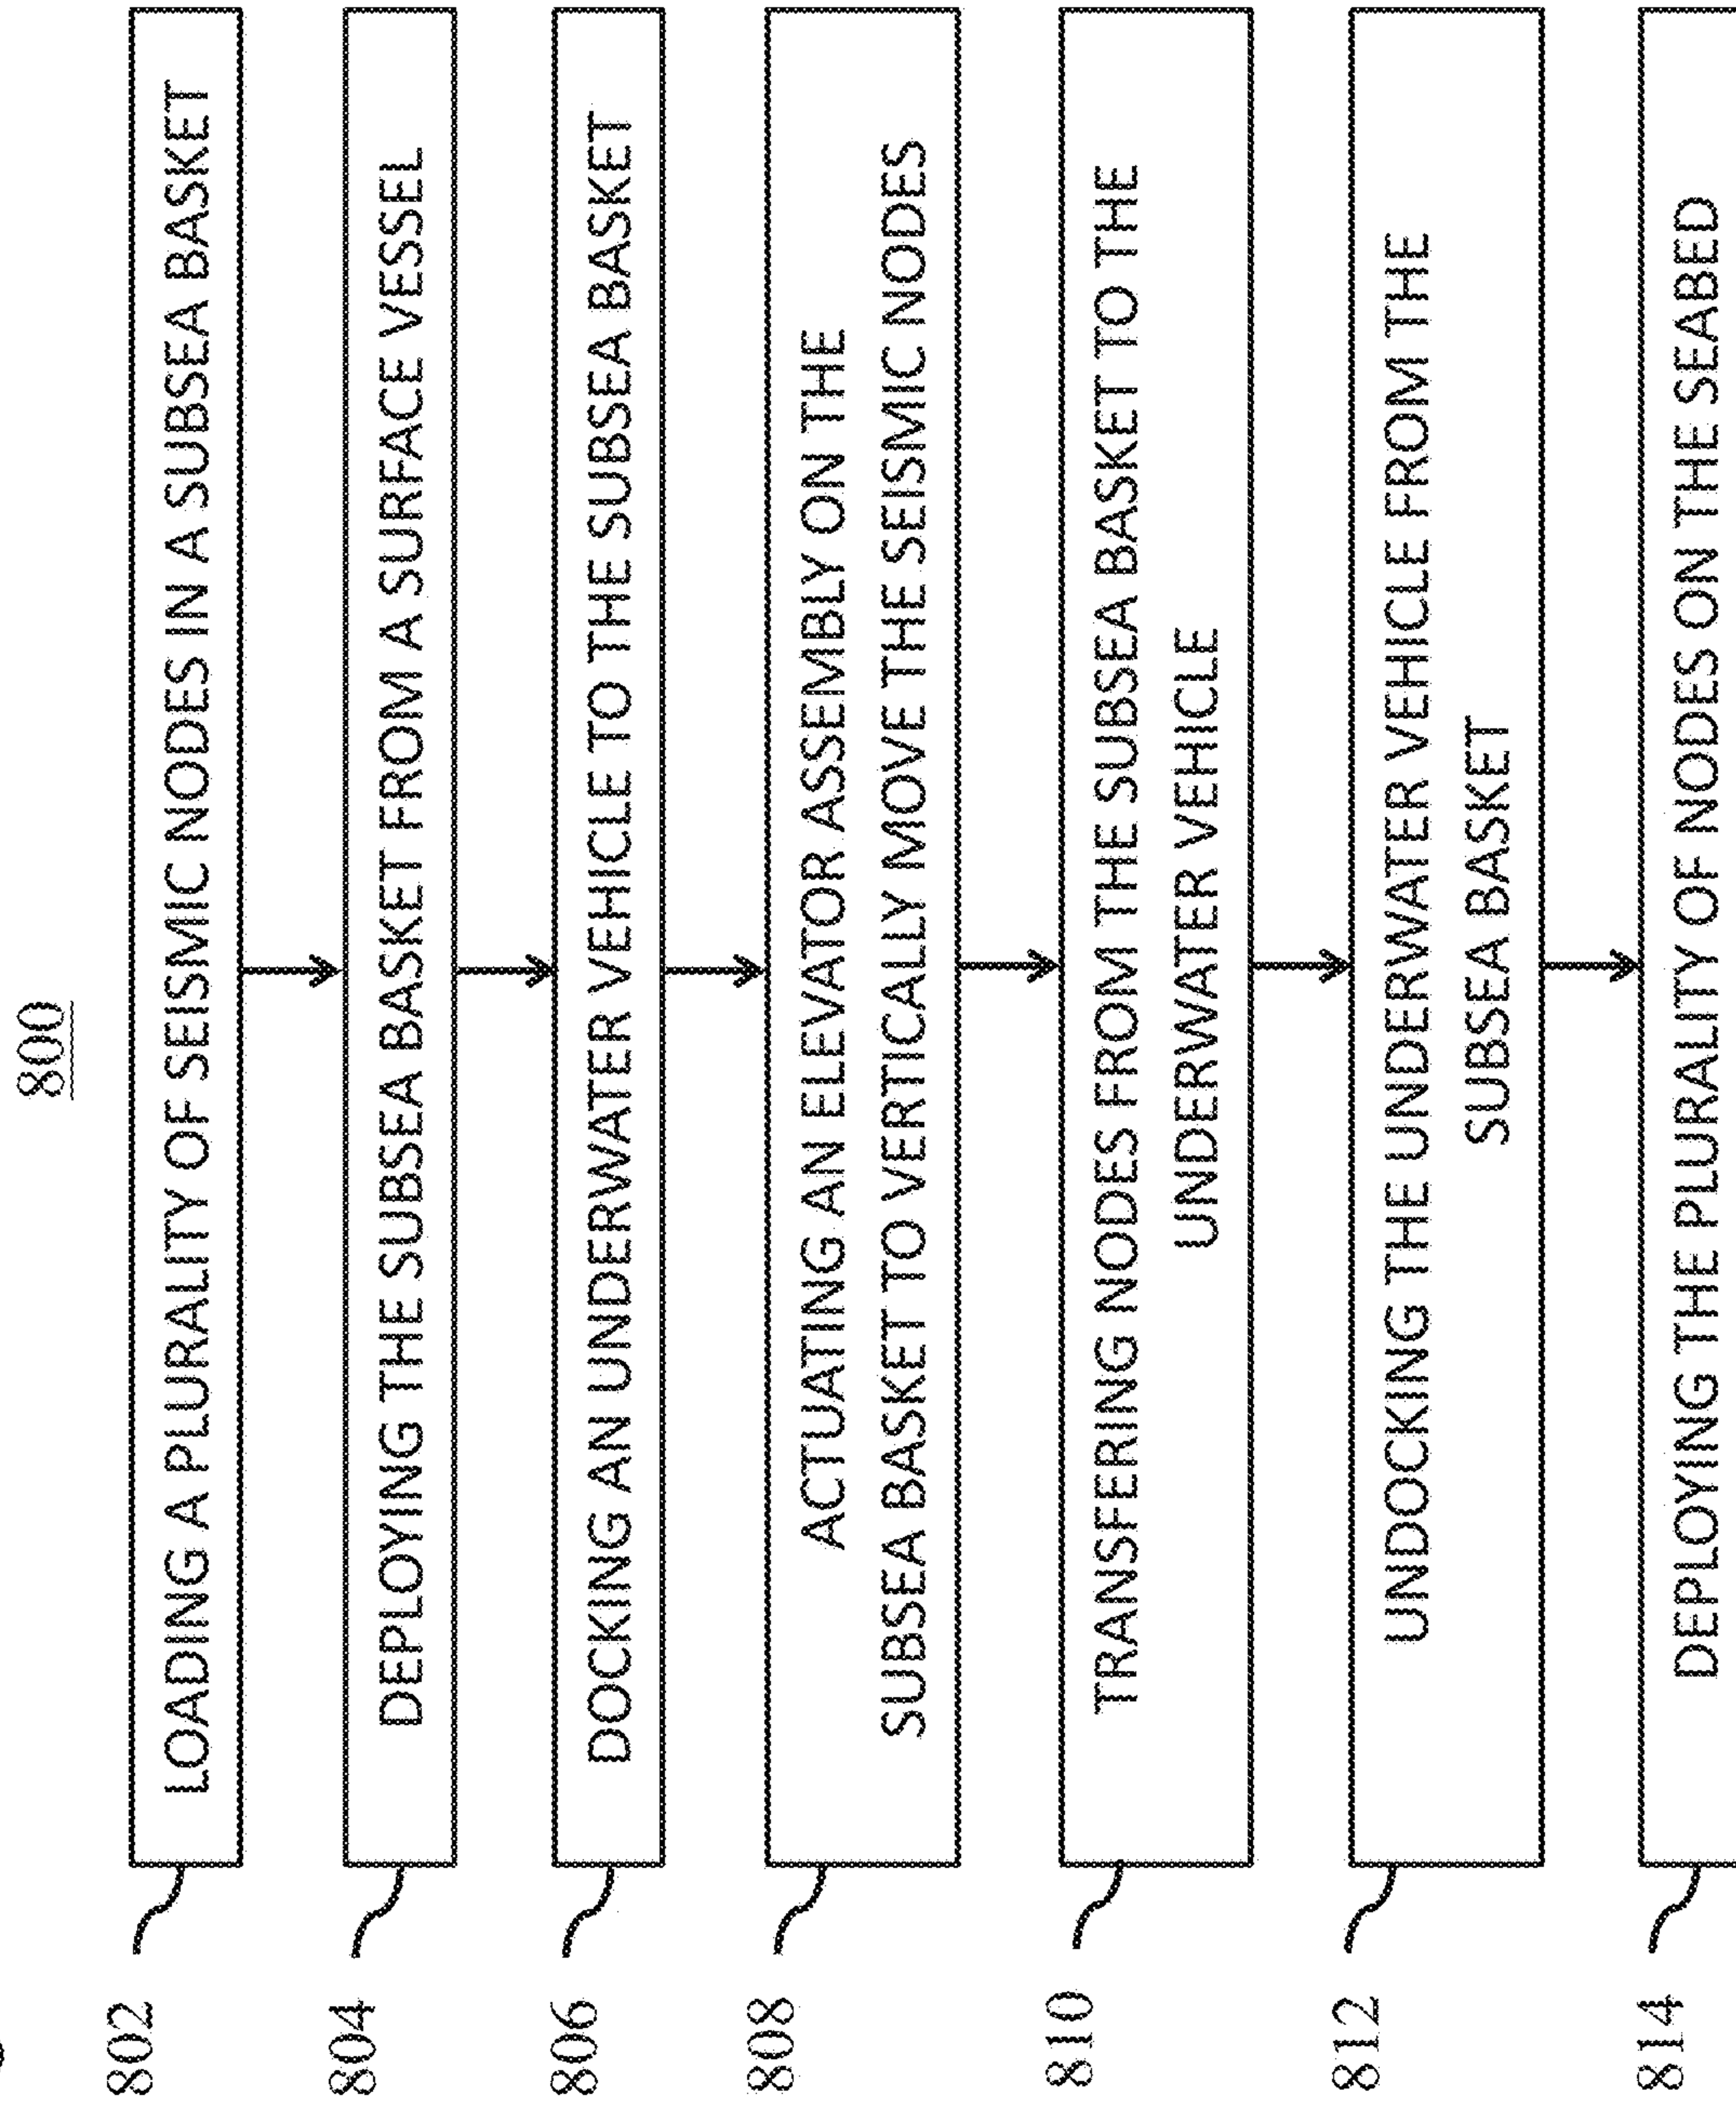 800
802
LOADING A PLURALITY OF SEISMIC NODES IN A SUBSEA BASKET
804
DEPLOYING THE SUBSEA BASKET FROM A SURFACE VESSEL
806
DOCKING AN UNDERWATER VEHICLE TO THE SUBSEA BASKET
808
ACTUATING AN ELEVATOR ASSEMBLY ON THE
SUBSEA BASKET TO VERTICALLY MOVE THE SEISMIC NODES
810
TRANSFERING NODES FROM THE SUBSEA BASKET TO THE
UNDERWATER VEHICLE
812
UNDOCKING THE UNDERWATER VEHICLE FROM THE
SUBSEA BASKET
814
DEPLOYING THE PLURALITY OF NODES ON THE SEABED